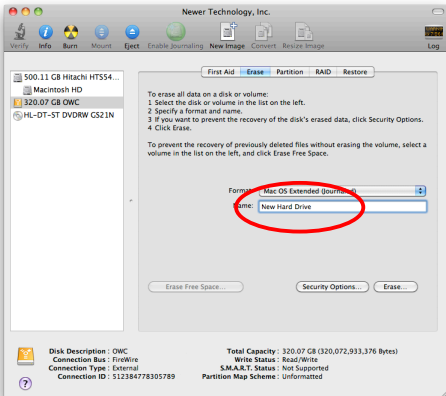 Newer Technology, Inc.
Verify Info Burn Mount Eject Enable Journaling New Image Convert Resize Image Log
First Aid Erase Partition RAID Restore
500.11 GB Hitachi HTS54...
Macintosh HD
320.07 GB OWC
HL-DT-ST DVDRW GS21N
To erase all data on a disk or volume:
1 Select the disk or volume in the list on the left.
2 Specify a format and name.
3 If you want to prevent the recovery of the disk's erased data, click Security Options.
4 Click Erase.
To prevent the recovery of previously deleted files without erasing the volume, select a
volume in the list on the left, and click Erase Free Space.
Format: Mac OS Extended (Journaled)
Name: New Hard Drive
Erase Free Space... Security Options... Erase...
Disk Description : OWC Total Capacity : 320.07 GB (320,072,933,376 Bytes)
Connection Bus : FireWire Write Status : Read/Write
Connection Type : External S.M.A.R.T. Status : Not Supported
Connection ID : 512384778305789 Partition Map Scheme : Unformatted
?